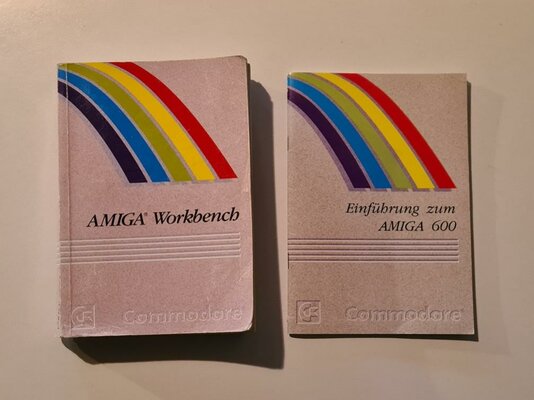 AMIGA® Workbench
Commodore
Einführung zum
AMIGA 600
Commodore